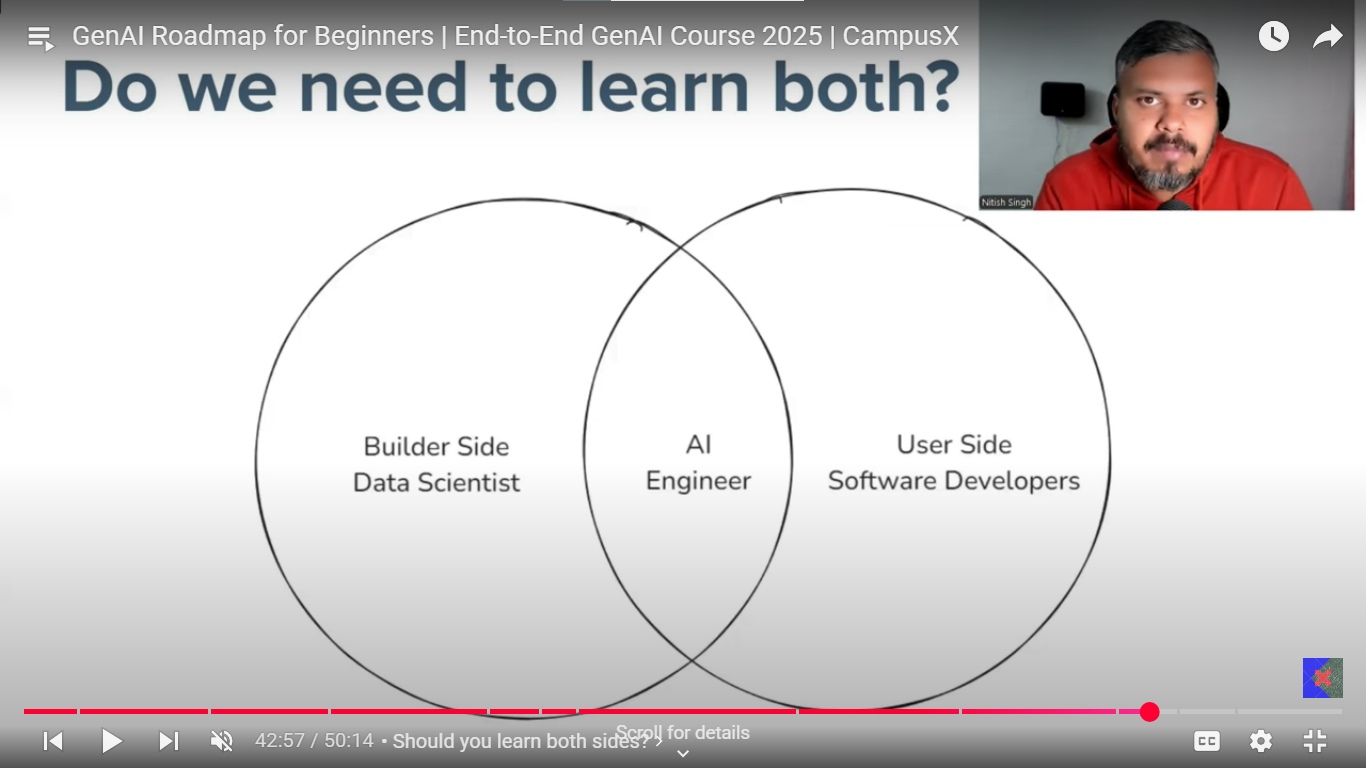 GenAI Roadmap for Beginners | End-to-End GenAI Course 2025 | CampusX
Do we need to learn both?
Nitish Singh
Builder Side
Data Scientist
AI
Engineer
User Side
Software Developers
Scroll for details
42:57 / 50:14 • Should you learn both sides?
CC